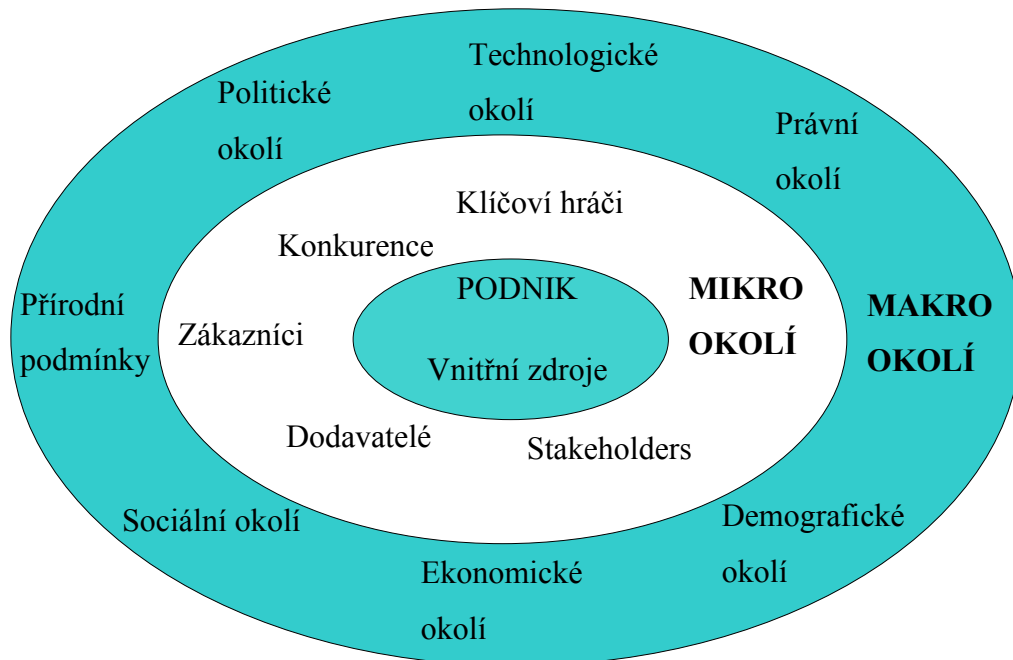 Technologické
okolí
Politické
okolí
Právní
okolí
Klíčoví hráči
Konkurence
PODNIK
Vnitřní zdroje
MIKRO
OKOLÍ
MAKRO
OKOLÍ
Přírodní
podmínky
Zákazníci
Dodavatelé
Stakeholders
Sociální okolí
Demografické
okolí
Ekonomické
okolí